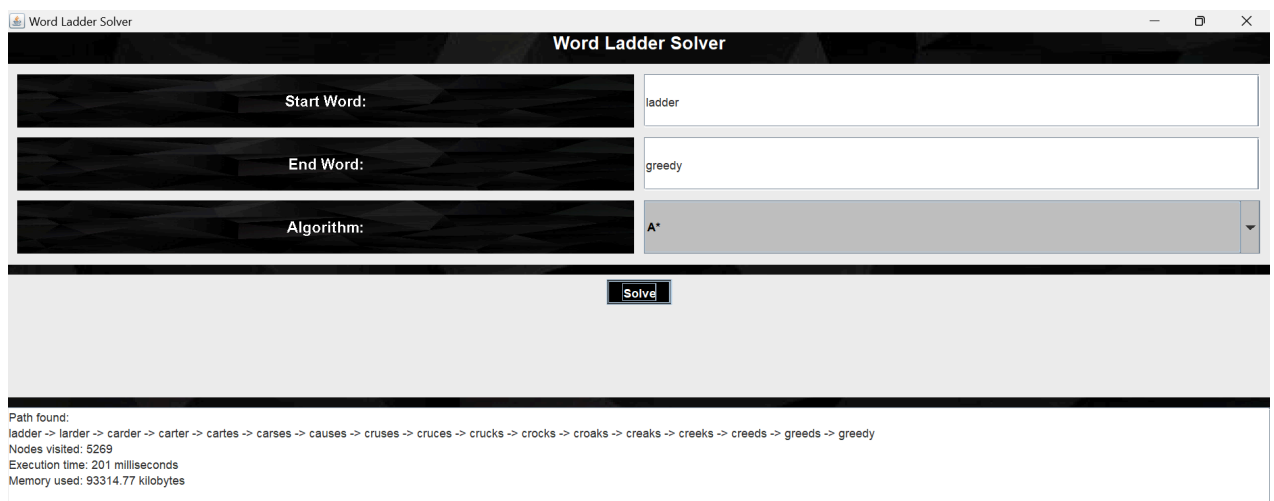 Word Ladder Solver
Word Ladder Solver
Start Word:
ladder
End Word:
greedy
Algorithm:
A*
Solve
Path found:
ladder -> larder -> carder -> carter -> cartes -> carses -> causes -> cruses -> cruces -> crucks -> crocks -> croaks -> creaks -> creeks -> creeds -> greeds -> greedy
Nodes visited: 5269
Execution time: 201 milliseconds
Memory used: 93314.77 kilobytes